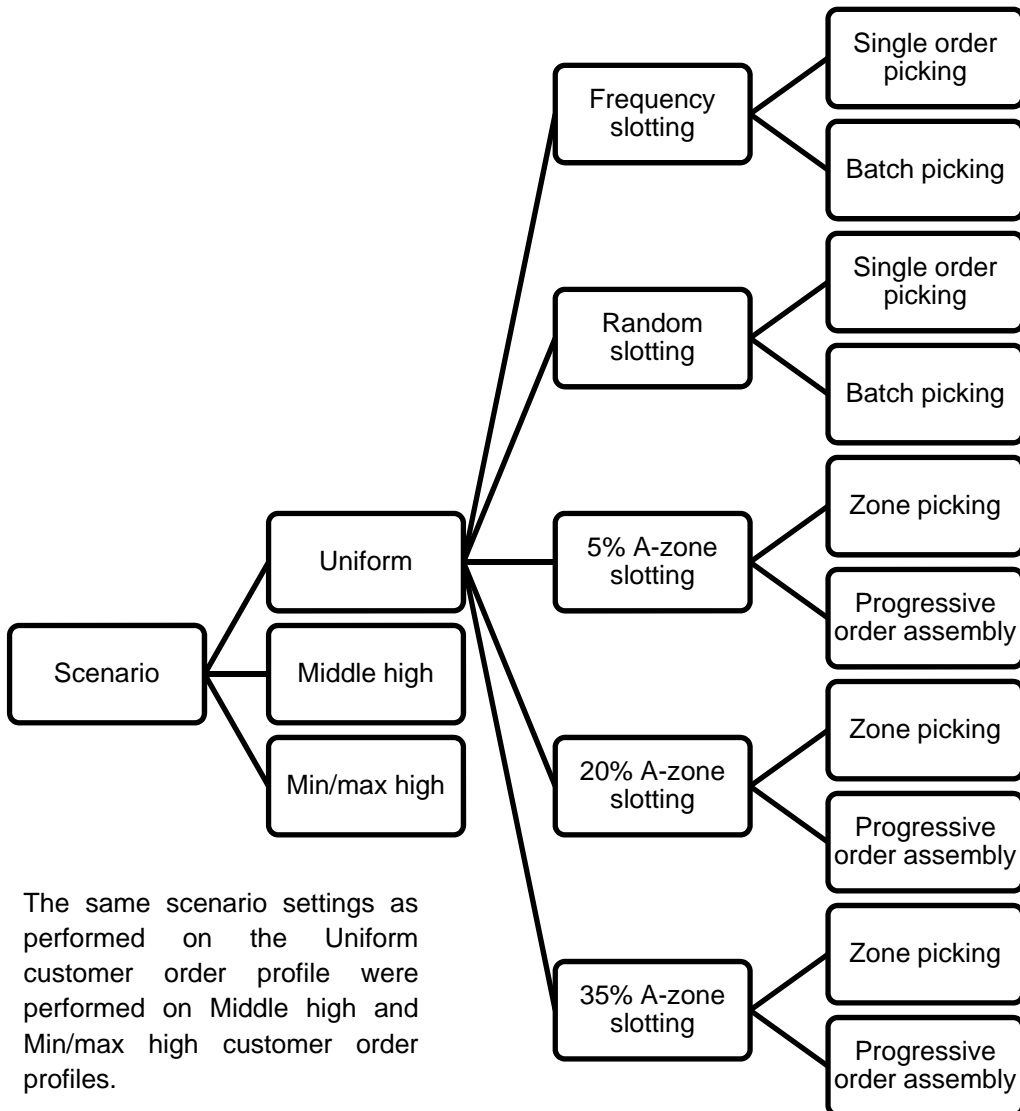 Single order
picking
Frequency
slotting
Batch picking
Single order
picking
Random
slotting
Batch picking
Zone picking
Uniform
5% A-zone
slotting
Progressive
order assembly
Scenario
Middle high
Zone picking
Min/max high
20% A-zone
slotting
Progressive
order assembly
The same scenario settings as
performed on the Uniform
customer order profile were
performed on Middle high and
Min/max high customer order
profiles.
Zone picking
35% A-zone
slotting
Progressive
order assembly